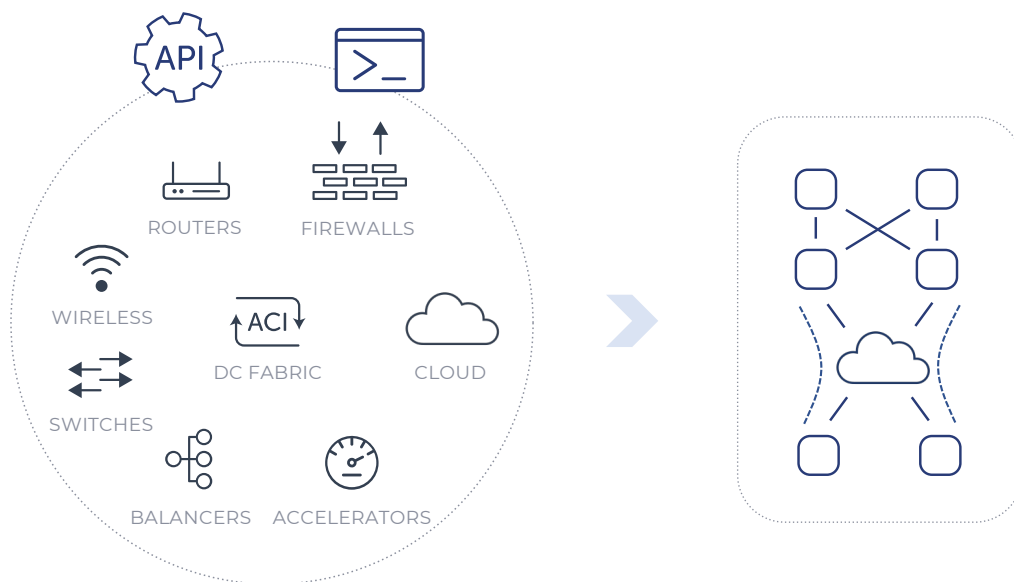 API
>_
ROUTERS
FIREWALLS
WIRELESS
ACI
DC FABRIC
CLOUD
SWITCHES
BALANCERS
ACCELERATORS